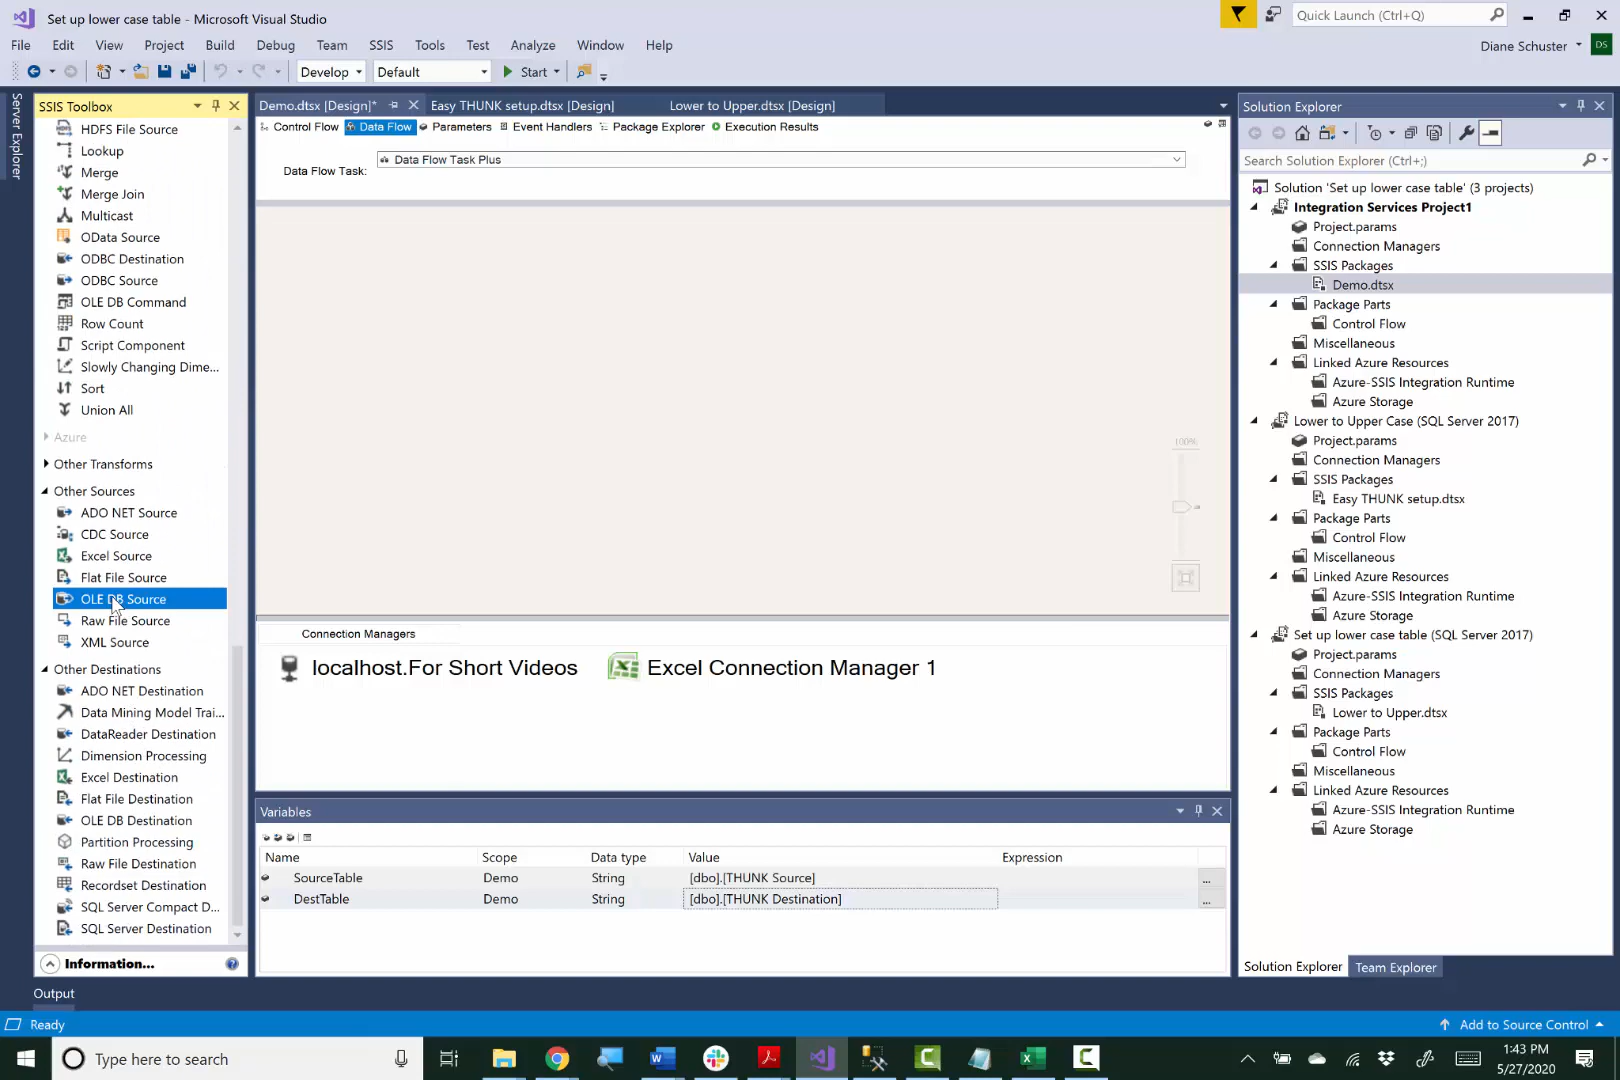 Set up lower case table - Microsoft Visual Studio
Quick Launch (Ctrl+Q)
File Edit View Project Build Debug Team SSIS Tools Test Analyze Window Help
Diane Schuster
DS
Develop Default Start
Server Explorer
SSIS Toolbox
HDFS File Source
Lookup
Merge
Merge Join
Multicast
OData Source
ODBC Destination
ODBC Source
OLE DB Command
Row Count
Script Component
Slowly Changing Dime...
Sort
Union All
Azure
Other Transforms
Other Sources
ADO NET Source
CDC Source
Excel Source
Flat File Source
OLE DB Source
Raw File Source
XML Source
Other Destinations
ADO NET Destination
Data Mining Model Trai...
DataReader Destination
Dimension Processing
Excel Destination
Flat File Destination
OLE DB Destination
Partition Processing
Raw File Destination
Recordset Destination
SQL Server Compact D...
SQL Server Destination
Information...
Demo.dtsx [Design]* Easy THUNK setup.dtsx [Design] Lower to Upper.dtsx [Design]
Control Flow Data Flow Parameters Event Handlers Package Explorer Execution Results
Data Flow Task: Data Flow Task Plus
100%
Connection Managers
localhost.For Short Videos Excel Connection Manager 1
Variables
Name Scope Data type Value Expression
SourceTable Demo String [dbo].[THUNK Source] ...
DestTable Demo String [dbo].[THUNK Destination] ...
Solution Explorer
Search Solution Explorer (Ctrl+;)
Solution 'Set up lower case table' (3 projects)
Integration Services Project1
Project.params
Connection Managers
SSIS Packages
Demo.dtsx
Package Parts
Control Flow
Miscellaneous
Linked Azure Resources
Azure-SSIS Integration Runtime
Azure Storage
Lower to Upper Case (SQL Server 2017)
Project.params
Connection Managers
SSIS Packages
Easy THUNK setup.dtsx
Package Parts
Control Flow
Miscellaneous
Linked Azure Resources
Azure-SSIS Integration Runtime
Azure Storage
Set up lower case table (SQL Server 2017)
Project.params
Connection Managers
SSIS Packages
Lower to Upper.dtsx
Package Parts
Control Flow
Miscellaneous
Linked Azure Resources
Azure-SSIS Integration Runtime
Azure Storage
Solution Explorer Team Explorer
Output
Ready
Add to Source Control
Type here to search
1:43 PM
5/27/2020